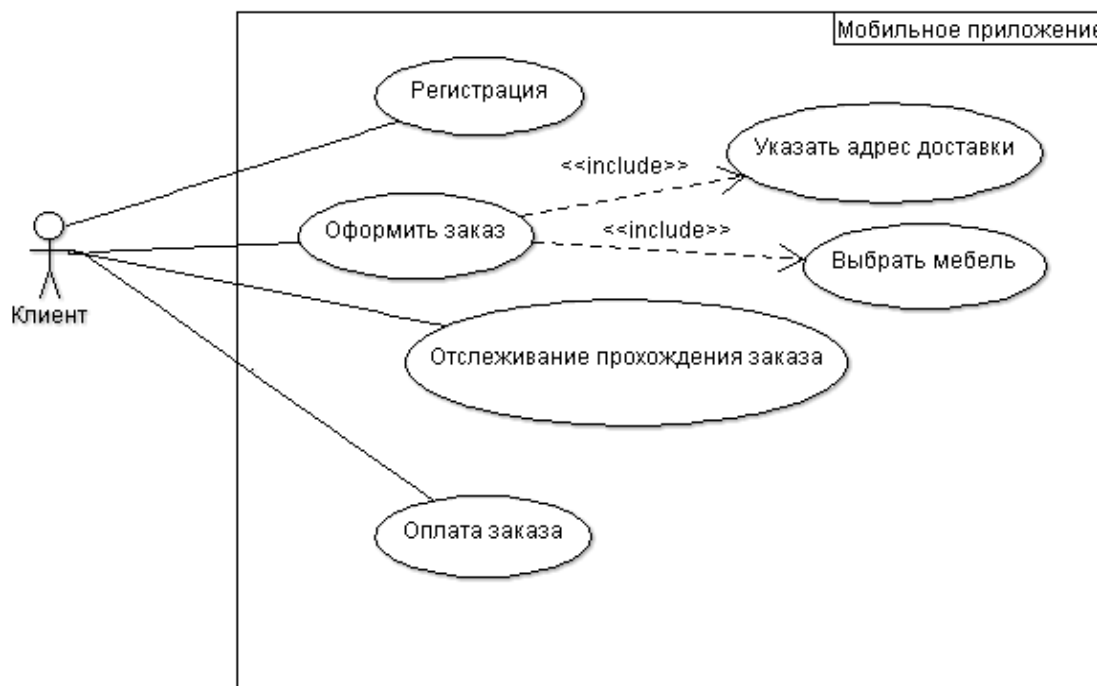 Мобильное приложение
Регистрация
Указать адрес доставки
<<include>>
Оформить заказ
<<include>>
Выбрать мебель
Клиент
Отслеживание прохождения заказа
Оплата заказа